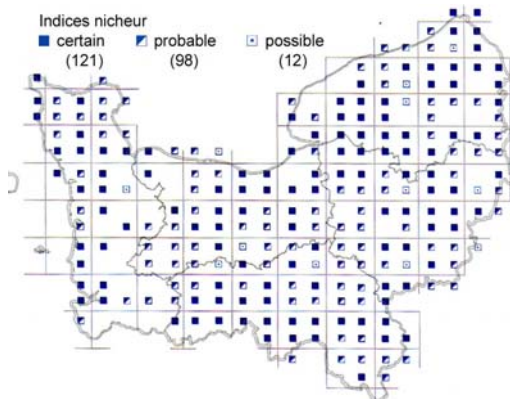 Indices nicheur
certain probable possible
(121) (98) (12)